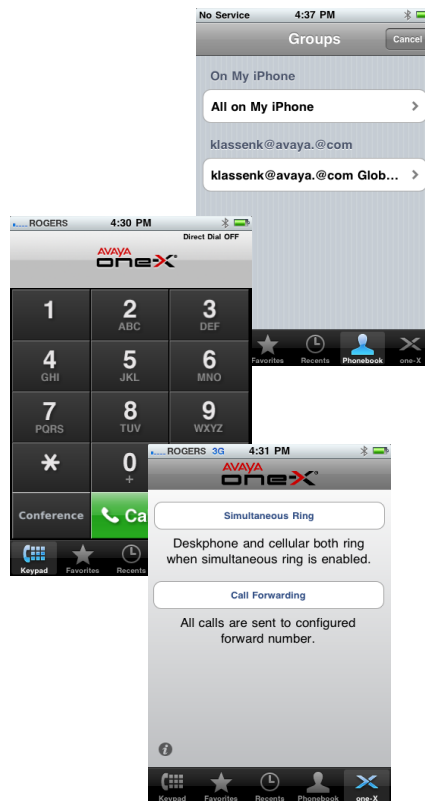 No Service 4:37 PM
Groups Cancel
On My iPhone
All on My iPhone
klassenk@avaya.@com
klassenk@avaya.@com Glob...
Favorites Recents Phonebook one-X
ROGERS 4:30 PM
Direct Dial OFF
AVAYA
one-X
1 2 3
ABC DEF
4 5 6
GHI JKL MNO
7 8 9
PQRS TUV WXYZ
* 0
+
Conference Ca
Keypad Favorites Recents
ROGERS 3G 4:31 PM
AVAYA
one-X
Simultaneous Ring
Deskphone and cellular both ring
when simultaneous ring is enabled.
Call Forwarding
All calls are sent to configured
forward number.
i
Keypad Favorites Recents Phonebook one-X